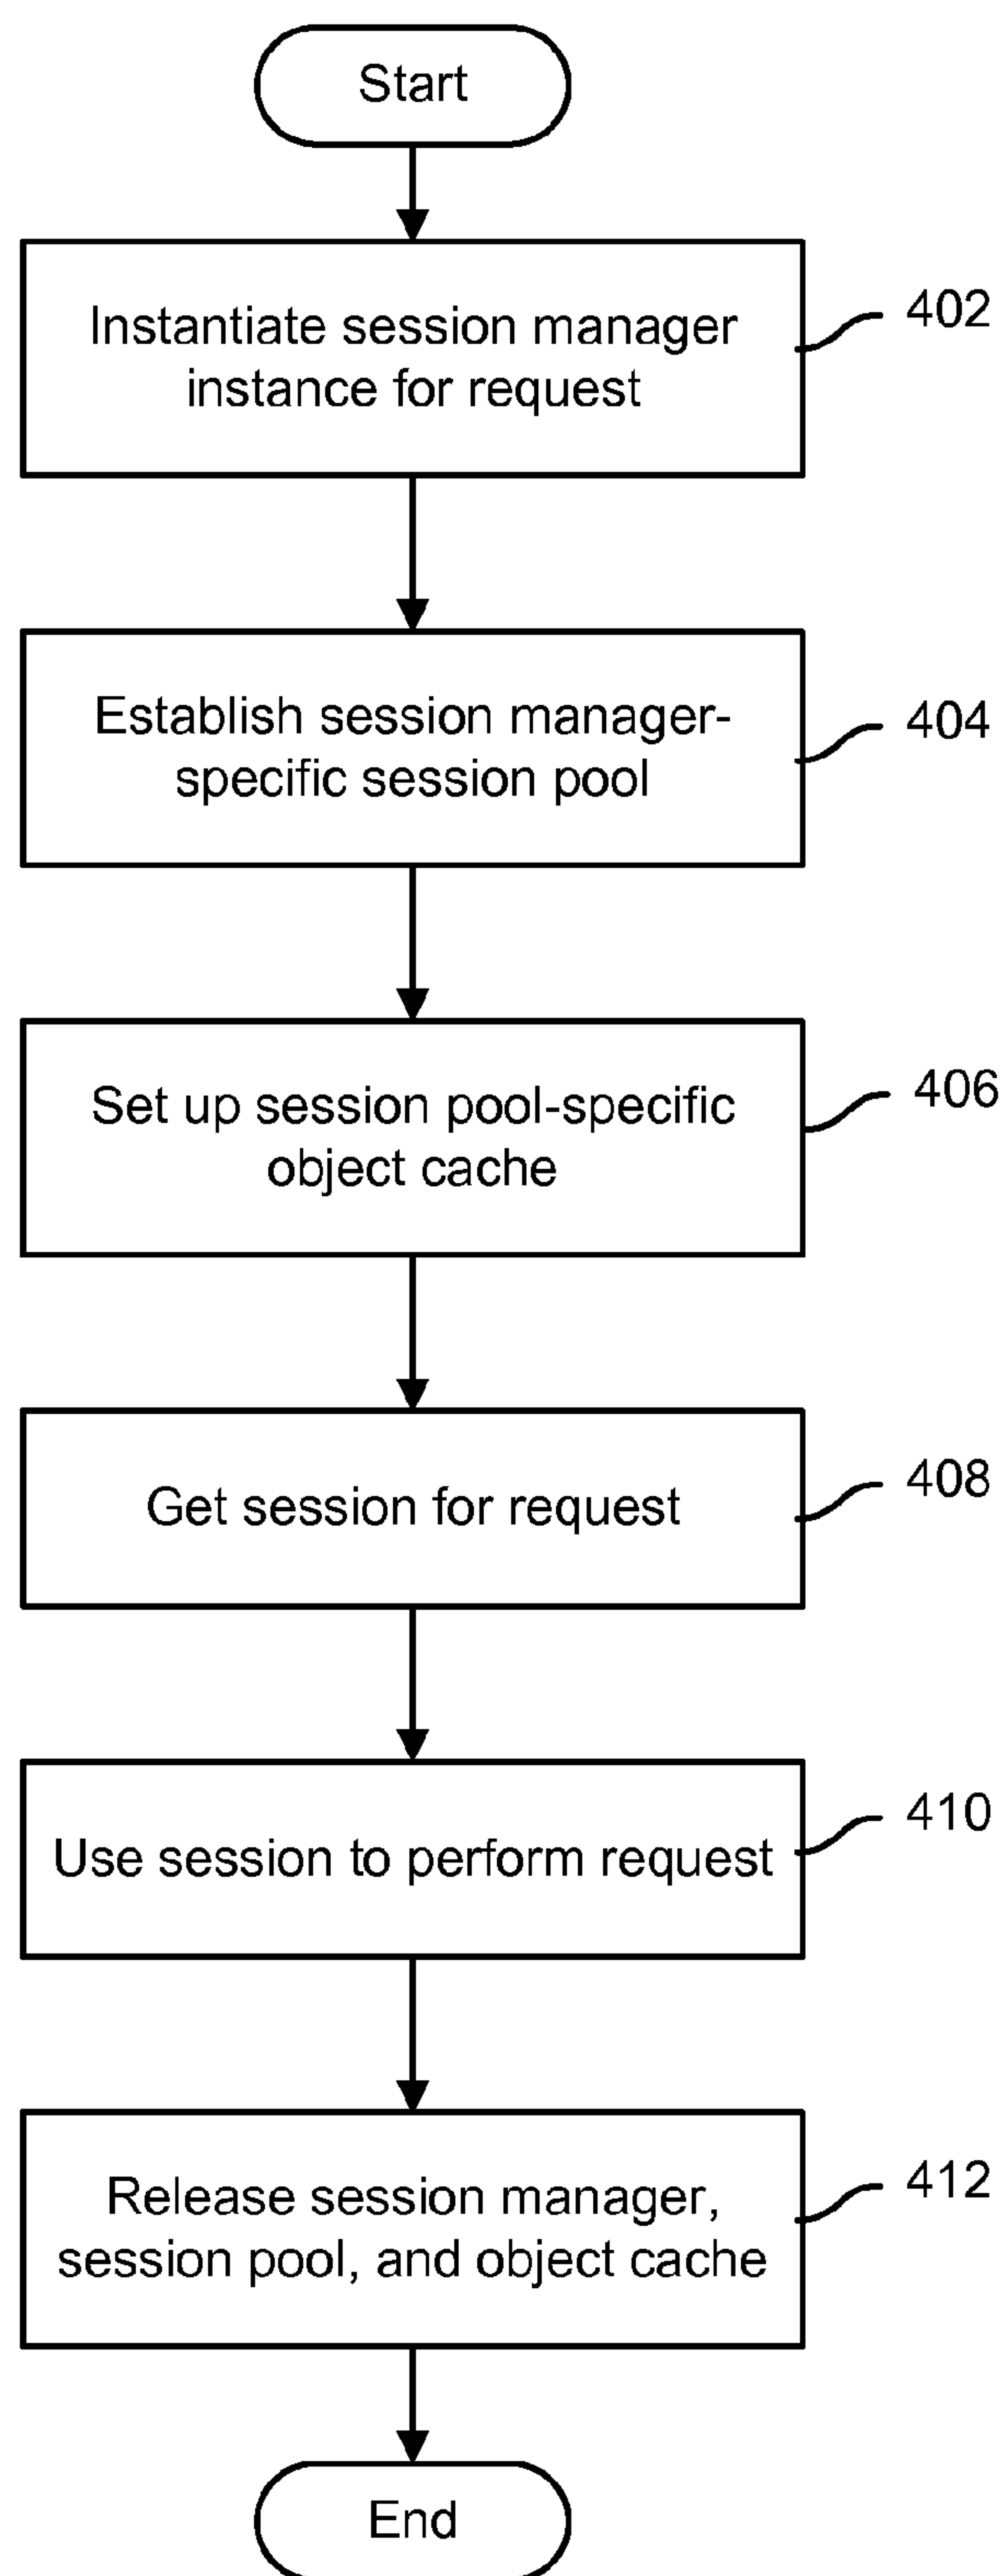 Start
Instantiate session manager
instance for request
402
Establish session manager-
specific session pool
404
Set up session pool-specific
object cache
406
Get session for request
408
Use session to perform request
410
Release session manager,
session pool, and object cache
412
End